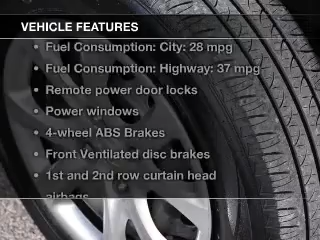 VEHICLE FEATURES
• Fuel Consumption: City: 28 mpg
• Fuel Consumption: Highway: 37 mpg
• Remote power door locks
• Power windows
• 4-wheel ABS Brakes
• Front Ventilated disc brakes
• 1st and 2nd row curtain head
airbags